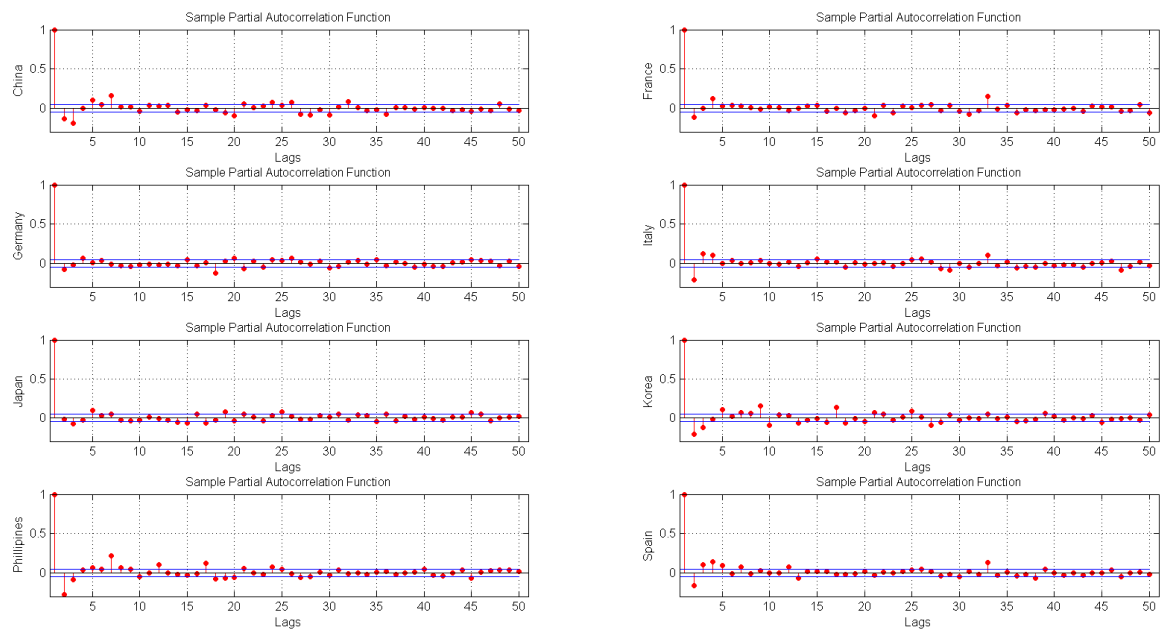 Sample Partial Autocorrelation Function
1
0.5
0
China
5 10 15 20 25 30 35 40 45 50
Lags
Sample Partial Autocorrelation Function
1
0.5
0
France
5 10 15 20 25 30 35 40 45 50
Lags
Sample Partial Autocorrelation Function
1
0.5
0
Germany
5 10 15 20 25 30 35 40 45 50
Lags
Sample Partial Autocorrelation Function
1
0.5
0
Italy
5 10 15 20 25 30 35 40 45 50
Lags
Sample Partial Autocorrelation Function
1
0.5
0
Japan
5 10 15 20 25 30 35 40 45 50
Lags
Sample Partial Autocorrelation Function
1
0.5
0
Korea
5 10 15 20 25 30 35 40 45 50
Lags
Sample Partial Autocorrelation Function
1
0.5
0
Phillipines
5 10 15 20 25 30 35 40 45 50
Lags
Sample Partial Autocorrelation Function
1
0.5
0
Spain
5 10 15 20 25 30 35 40 45 50
Lags